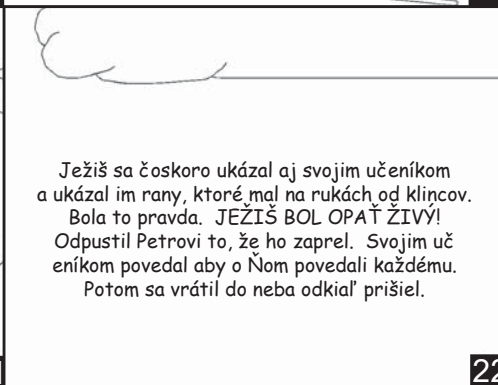 Ježiš sa čoskoro ukázal aj svojim učeníkom
a ukázal im rany, ktoré mal na rukách od klincov.
Bola to pravda. JEŽIŠ BOL OPAŤ ŽIVÝ!
Odpustil Petrovi to, že ho zaprel. Svojim uč
eníkom povedal aby o Ňom povedali každému.
Potom sa vrátil do neba odkiaľ prišiel.
22